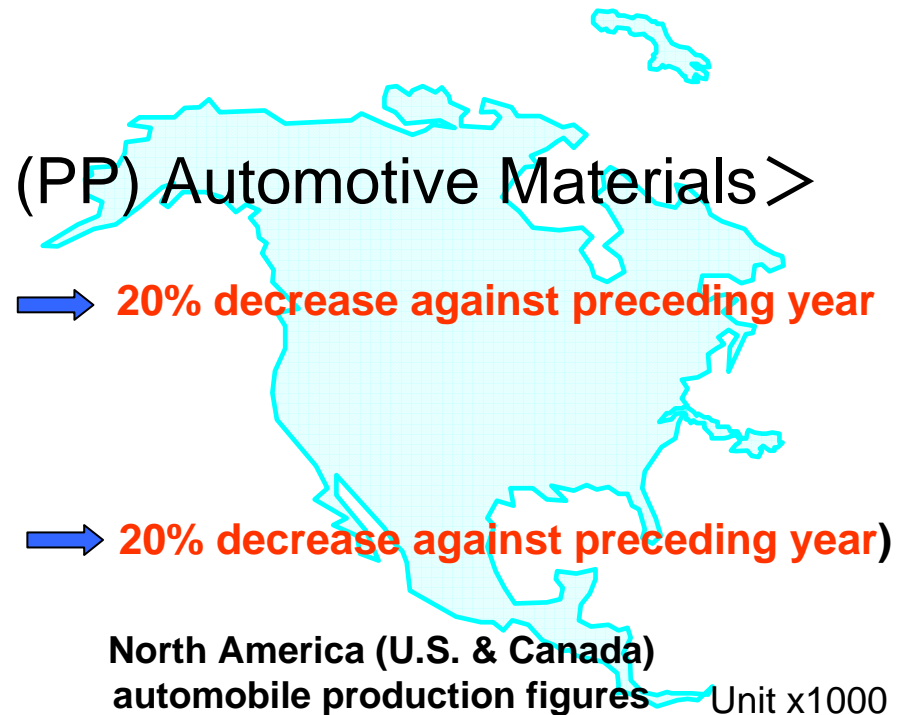 (PP) Automotive Materials＞
20% decrease against preceding year
20% decrease against preceding year)
North America (U.S. & Canada)
automobile production figures
Unit x1000